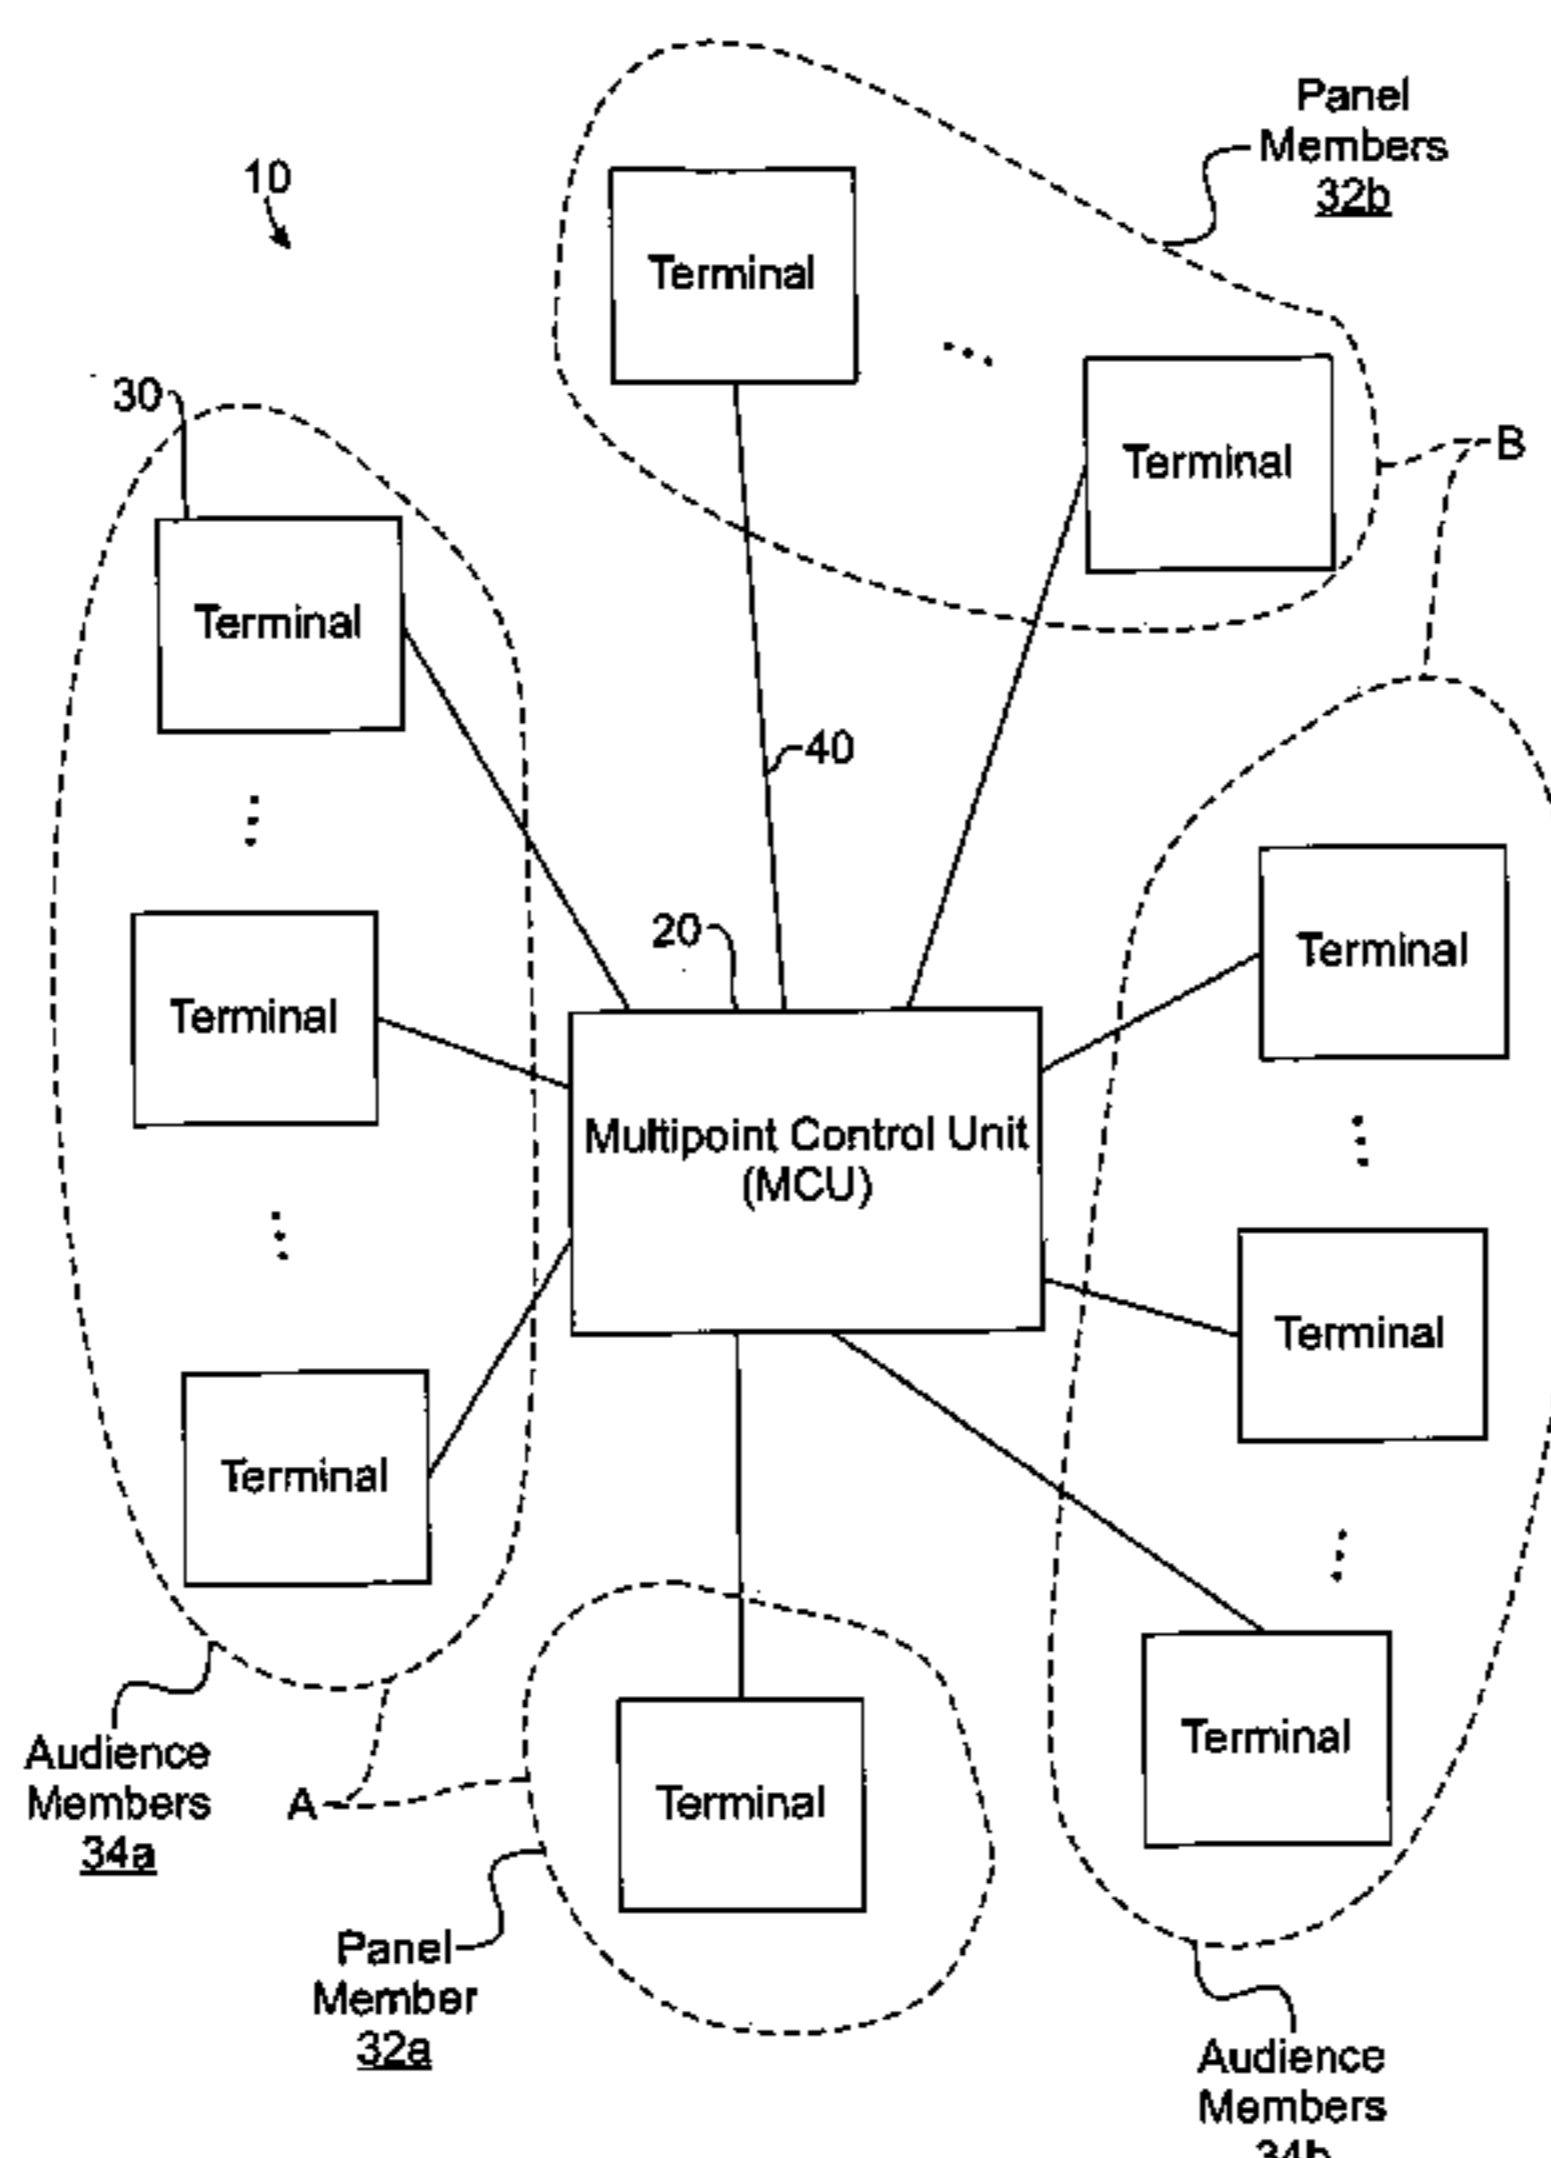 Panel
Members
32b
10
Terminal
30
Terminal
B
Terminal
40
20
Terminal
Terminal
Multipoint Control Unit
(MCU)
Terminal
Terminal
Terminal
Audience
Members
34a
A
Terminal
Panel
Member
32a
Audience
Members
34b